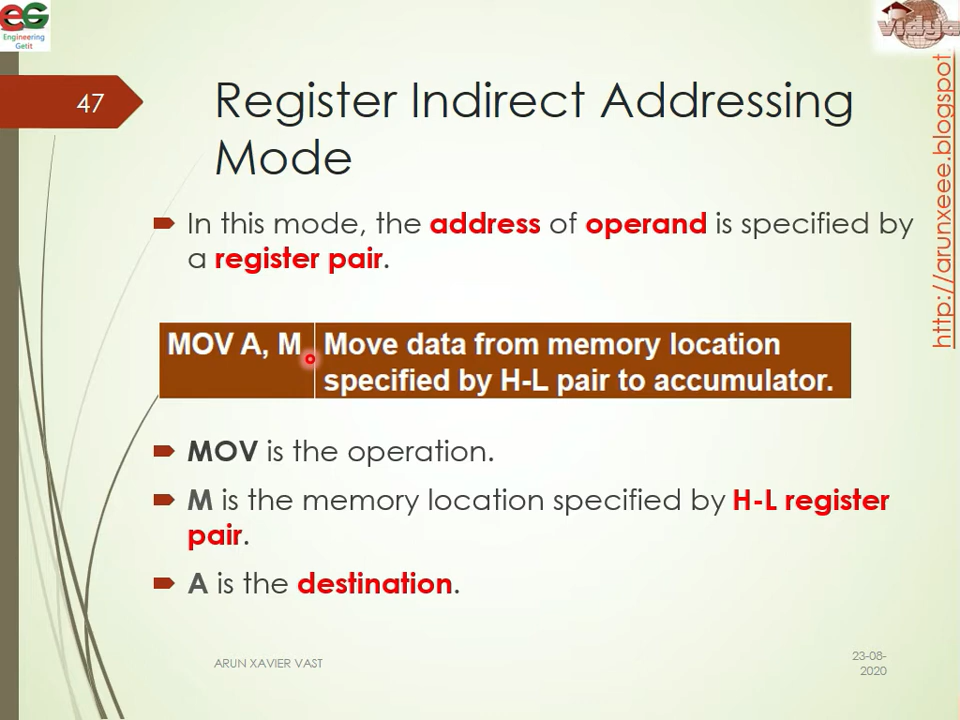 EG
Engineering
Getit
vidya
47
Register Indirect Addressing
Mode
http://arunxeee.blogspot.
In this mode, the address of operand is specified by
a register pair.
MOV A, M
Move data from memory location
specified by H-L pair to accumulator.
MOV is the operation.
M is the memory location specified by H-L register
pair.
A is the destination.
ARUN XAVIER VAST
23-08-
2020